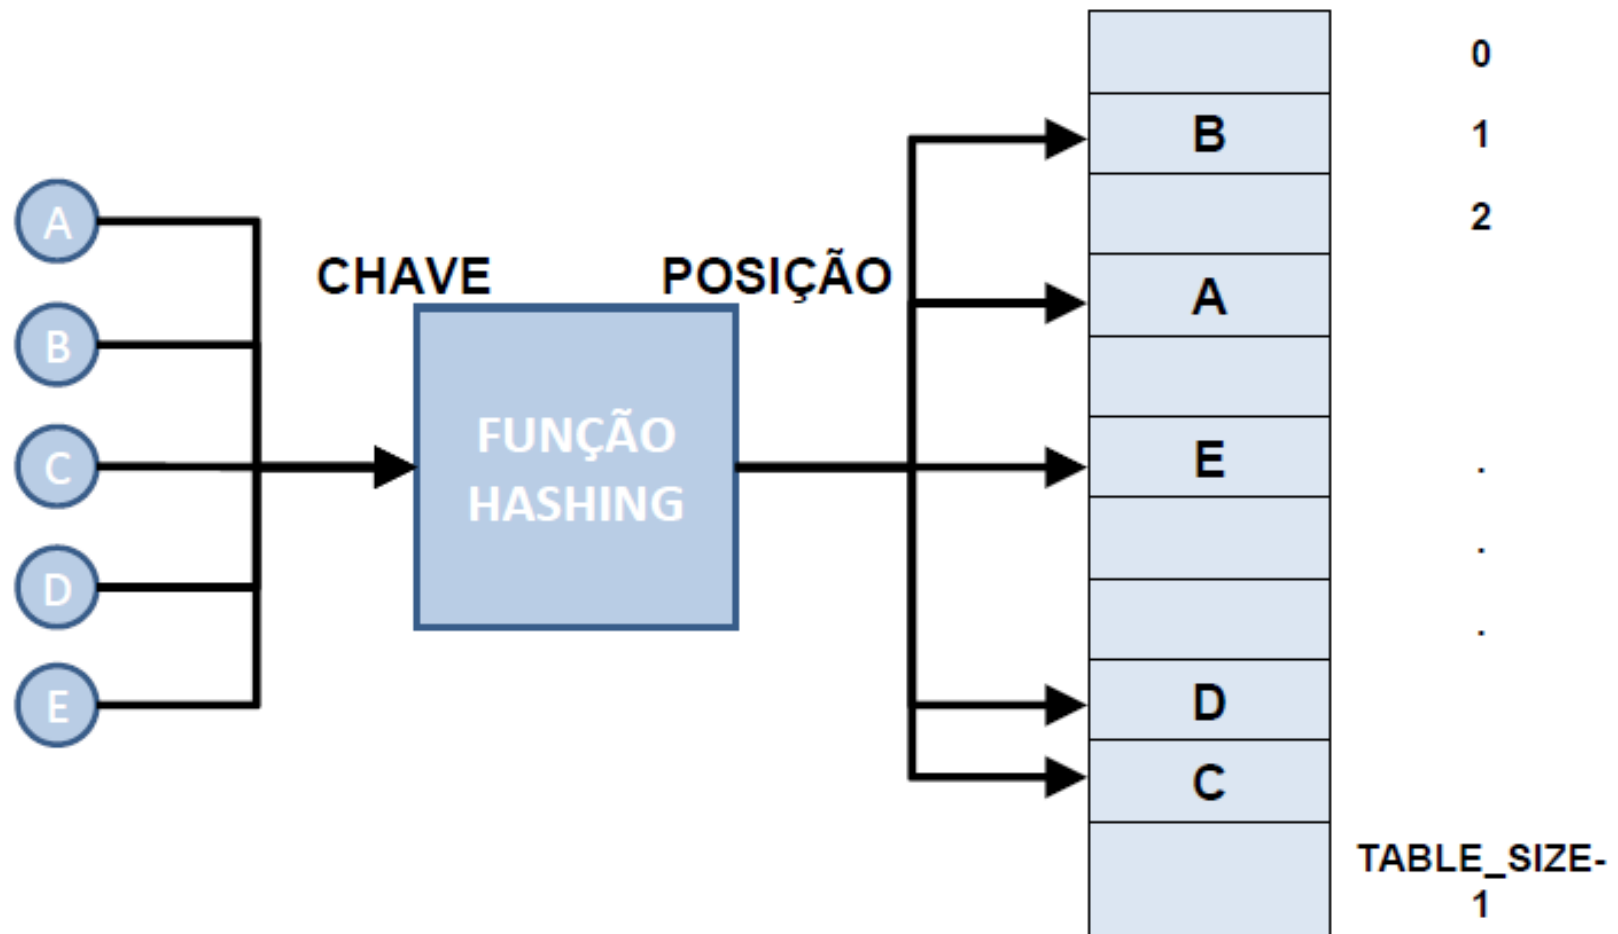 A
B
C
D
E
CHAVE
POSIÇÃO
FUNÇÃO
HASHING
B
A
E
D
C
0
1
2
.
.
.
TABLE_SIZE-
1